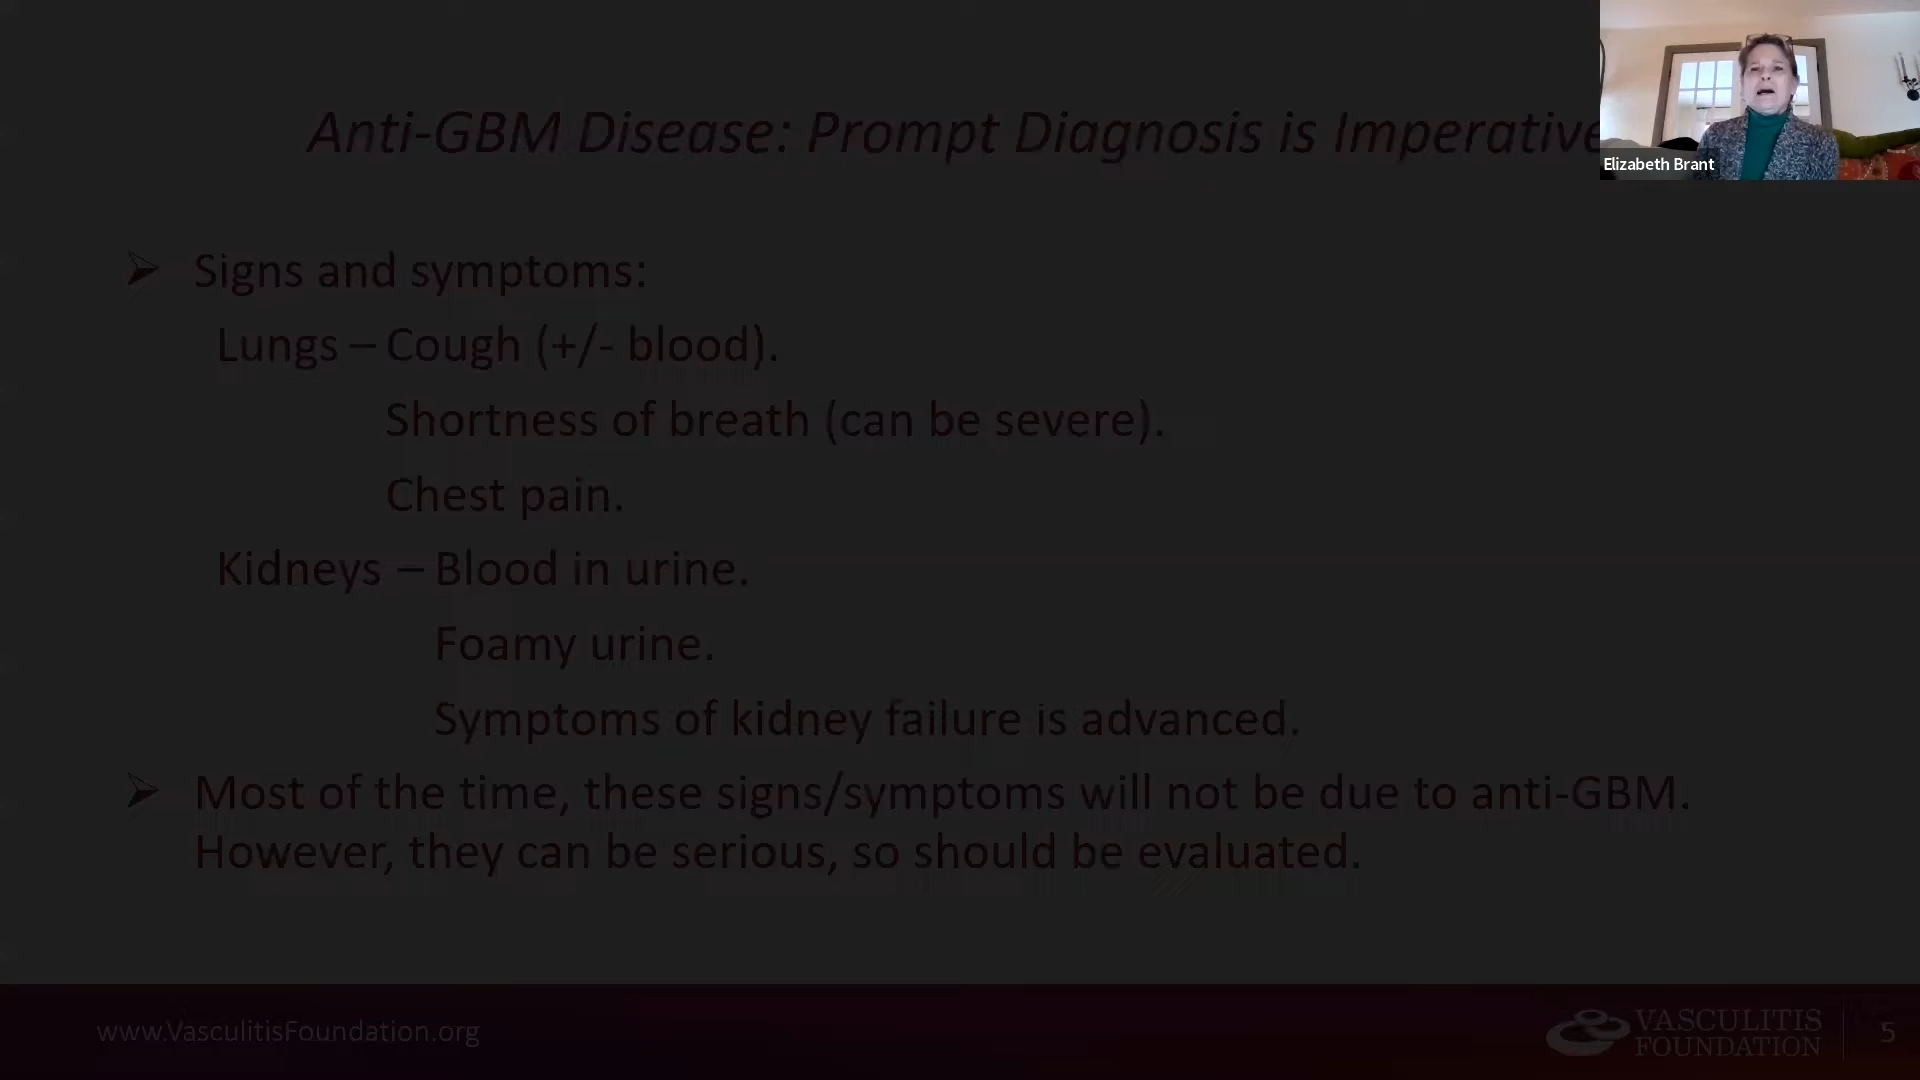 Anti-GBM Disease: Prompt Diagnosis is Imperative
Elizabeth Brant
➢ Signs and symptoms:
Lungs – Cough (+/- blood).
Shortness of breath (can be severe).
Chest pain.
Kidneys – Blood in urine.
Foamy urine.
Symptoms of kidney failure is advanced.
➢ Most of the time, these signs/symptoms will not be due to anti-GBM.
However, they can be serious, so should be evaluated.
www.VasculitisFoundation.org
VASCULITIS
FOUNDATION
5